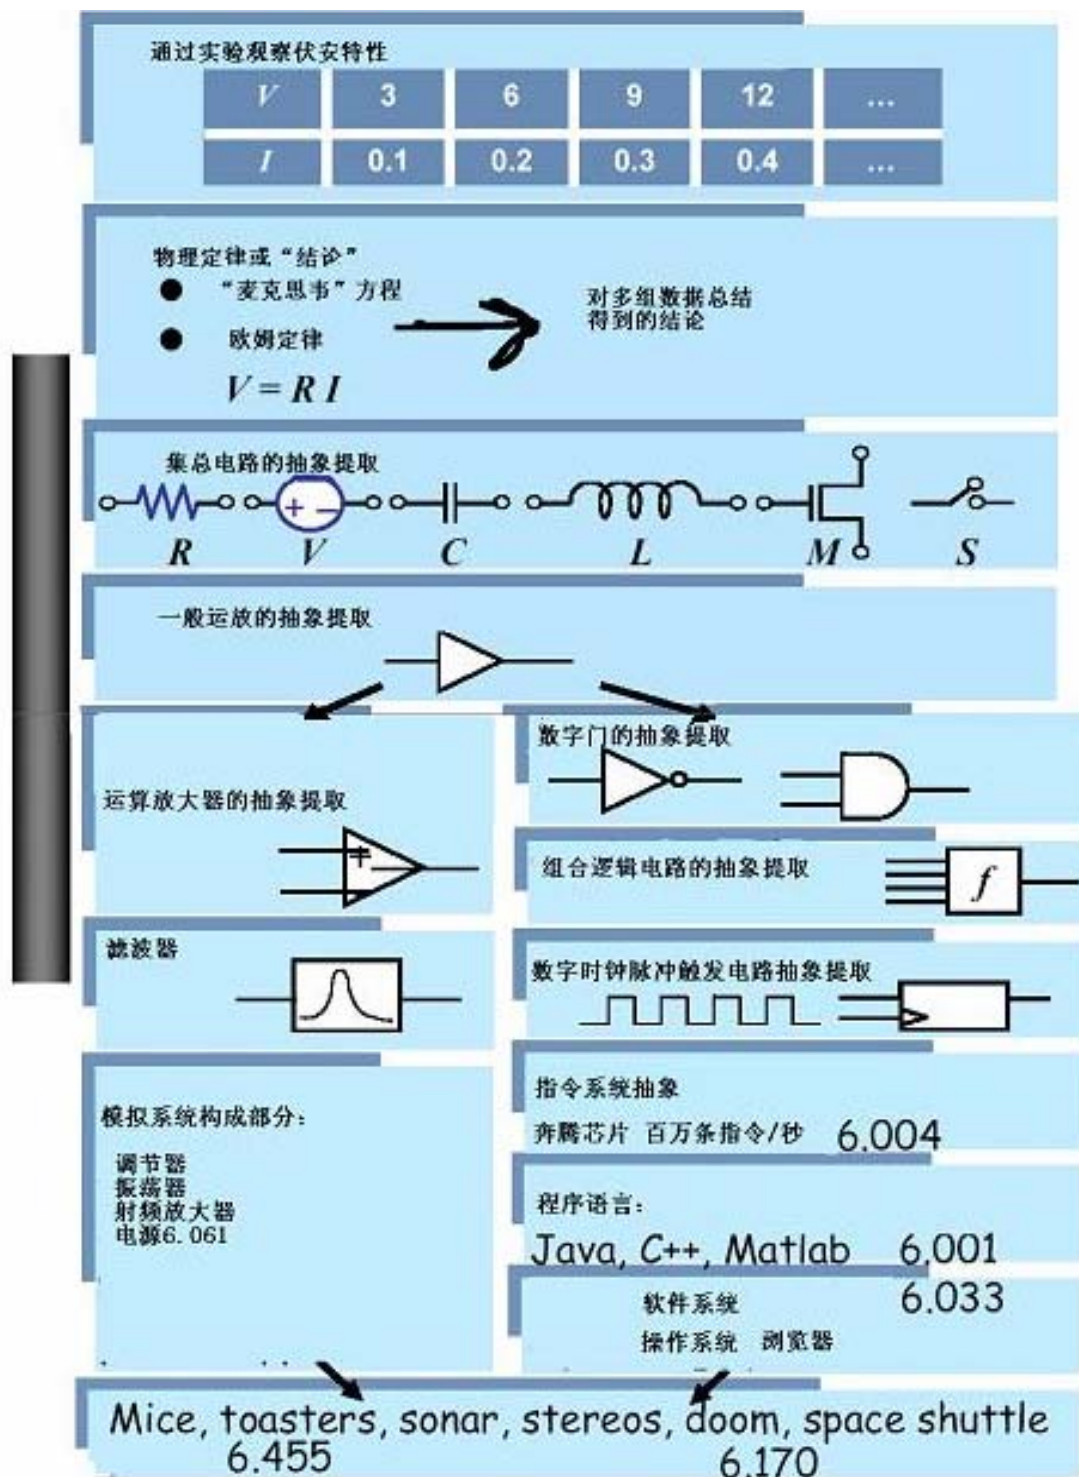 通过实验观察伏安特性
V 3 6 9 12 ...
I 0.1 0.2 0.3 0.4 ...
物理定律或“结论”
● “麦克思韦”方程
● 欧姆定律
V = R I
对多组数据总结
得到的结论
集总电路的抽象提取
+ −
R V C L M S
一般运放的抽象提取
运算放大器的抽象提取
+
−
滤波器
模拟系统构成部分：
调节器
振荡器
射频放大器
电源6.061
数字门的抽象提取
组合逻辑电路的抽象提取
f
数字时钟脉冲触发电路抽象提取
指令系统抽象
奔腾芯片 百万条指令/秒 6.004
程序语言：
Java, C++, Matlab 6.001
软件系统 6.033
操作系统 浏览器
Mice, toasters, sonar, stereos, doom, space shuttle
6.455 6.170